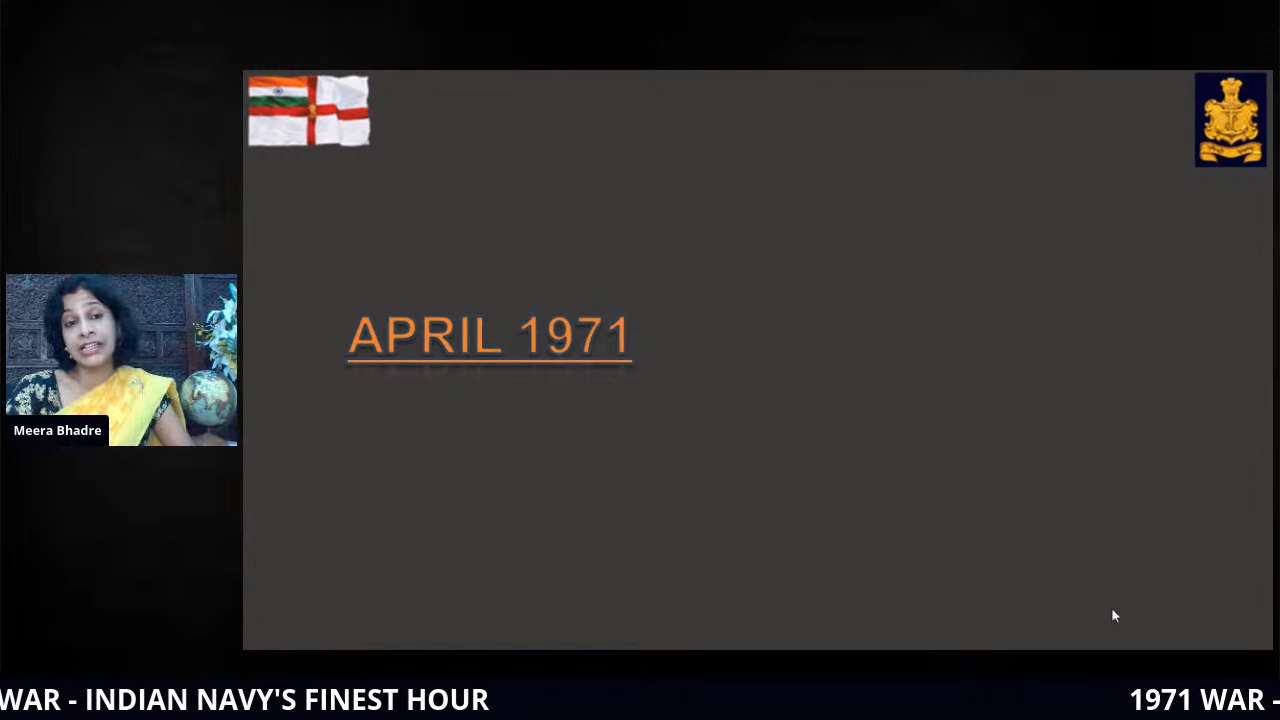 APRIL 1971
Meera Bhadre
WAR - INDIAN NAVY'S FINEST HOUR
1971 WAR -